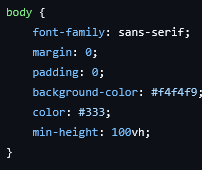 body {
    font-family: sans-serif;
    margin: 0;
    padding: 0;
    background-color: #f4f4f9;
    color: #333;
    min-height: 100vh;
}